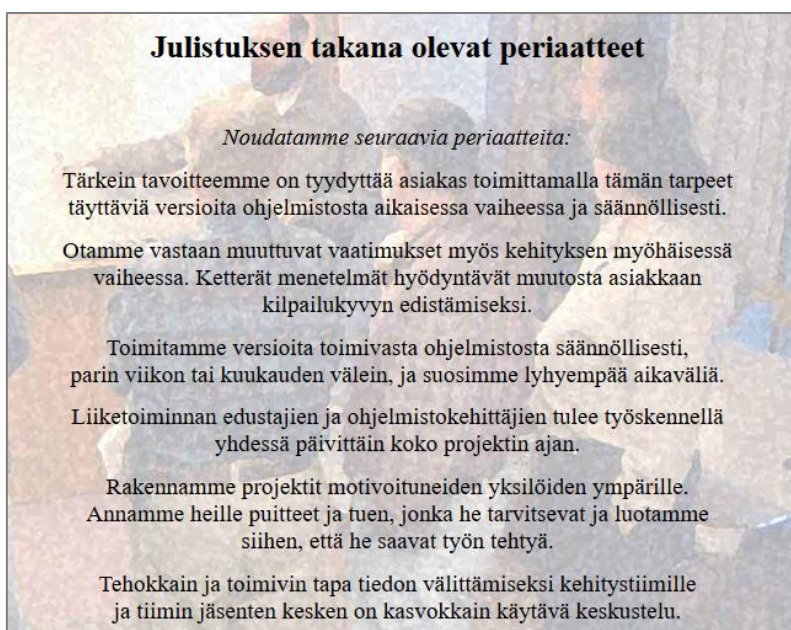 Julistuksen takana olevat periaatteet
Noudatamme seuraavia periaatteita:
Tärkein tavoitteemme on tyydyttää asiakas toimittamalla tämän tarpeet
täyttäviä versioita ohjelmistosta aikaisessa vaiheessa ja säännöllisesti.
Otamme vastaan muuttuvat vaatimukset myös kehityksen myöhäisessä
vaiheessa. Ketterät menetelmät hyödyntävät muutosta asiakkaan
kilpailukyvyn edistämiseksi.
Toimitamme versioita toimivasta ohjelmistosta säännöllisesti,
parin viikon tai kuukauden välein, ja suosimme lyhyempää aikaväliä.
Liiketoiminnan edustajien ja ohjelmistokehittäjien tulee työskennellä
yhdessä päivittäin koko projektin ajan.
Rakennamme projektit motivoituneiden yksilöiden ympärille.
Annamme heille puitteet ja tuen, jonka he tarvitsevat ja luotamme
siihen, että he saavat työn tehtyä.
Tehokkain ja toimivin tapa tiedon välittämiseksi kehitystiimille
ja tiimin jäsenten kesken on kasvokkain käytävä keskustelu.